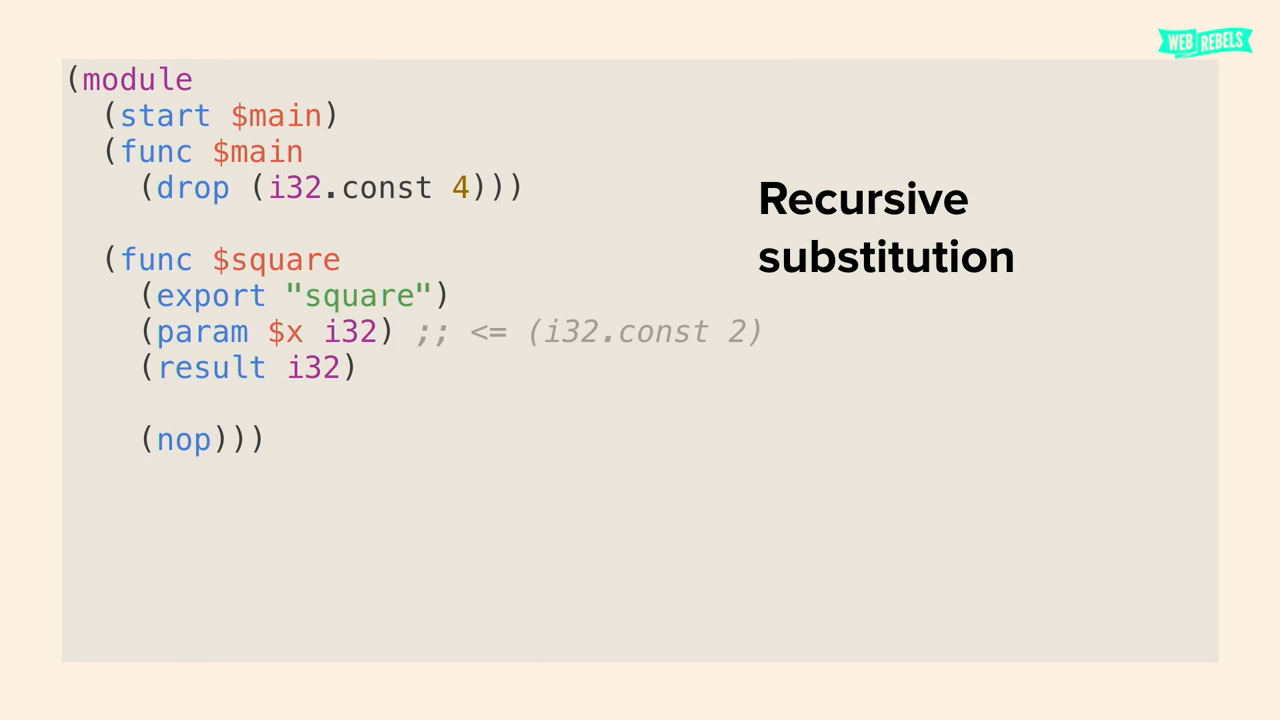 WEB REBELS
(module
  (start $main)
  (func $main
    (drop (i32.const 4)))

  (func $square
    (export "square")
    (param $x i32) ;; <= (i32.const 2)
    (result i32)

    (nop)))
Recursive
substitution